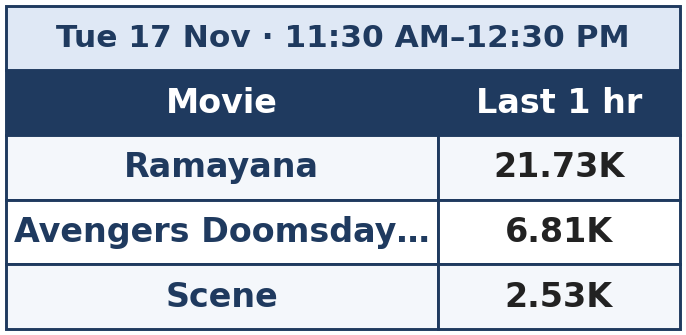 Tue 17 Nov · 11:30 AM–12:30 PM
Movie Last 1 hr
Ramayana 21.73K
Avengers Doomsday... 6.81K
Scene 2.53K